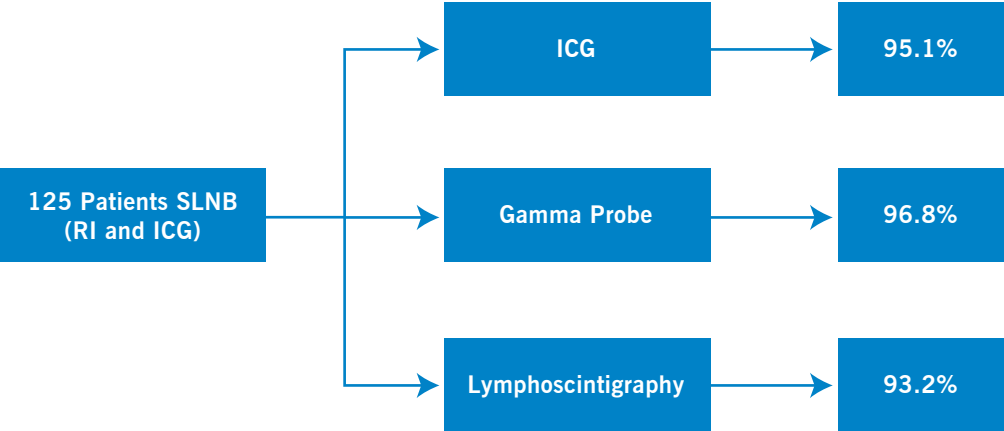 125 Patients SLNB
(RI and ICG)
ICG
95.1%
Gamma Probe
96.8%
Lymphoscintigraphy
93.2%